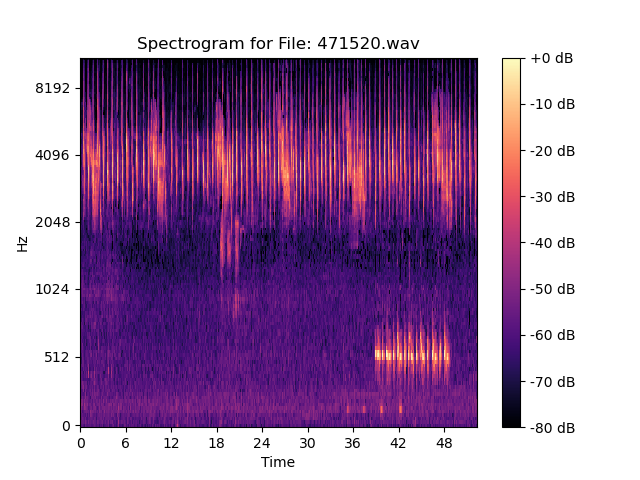 Spectrogram for File: 471520.wav
Hz
8192
4096
2048
1024
512
0
0 6 12 18 24 30 36 42 48
Time
+0 dB
-10 dB
-20 dB
-30 dB
-40 dB
-50 dB
-60 dB
-70 dB
-80 dB